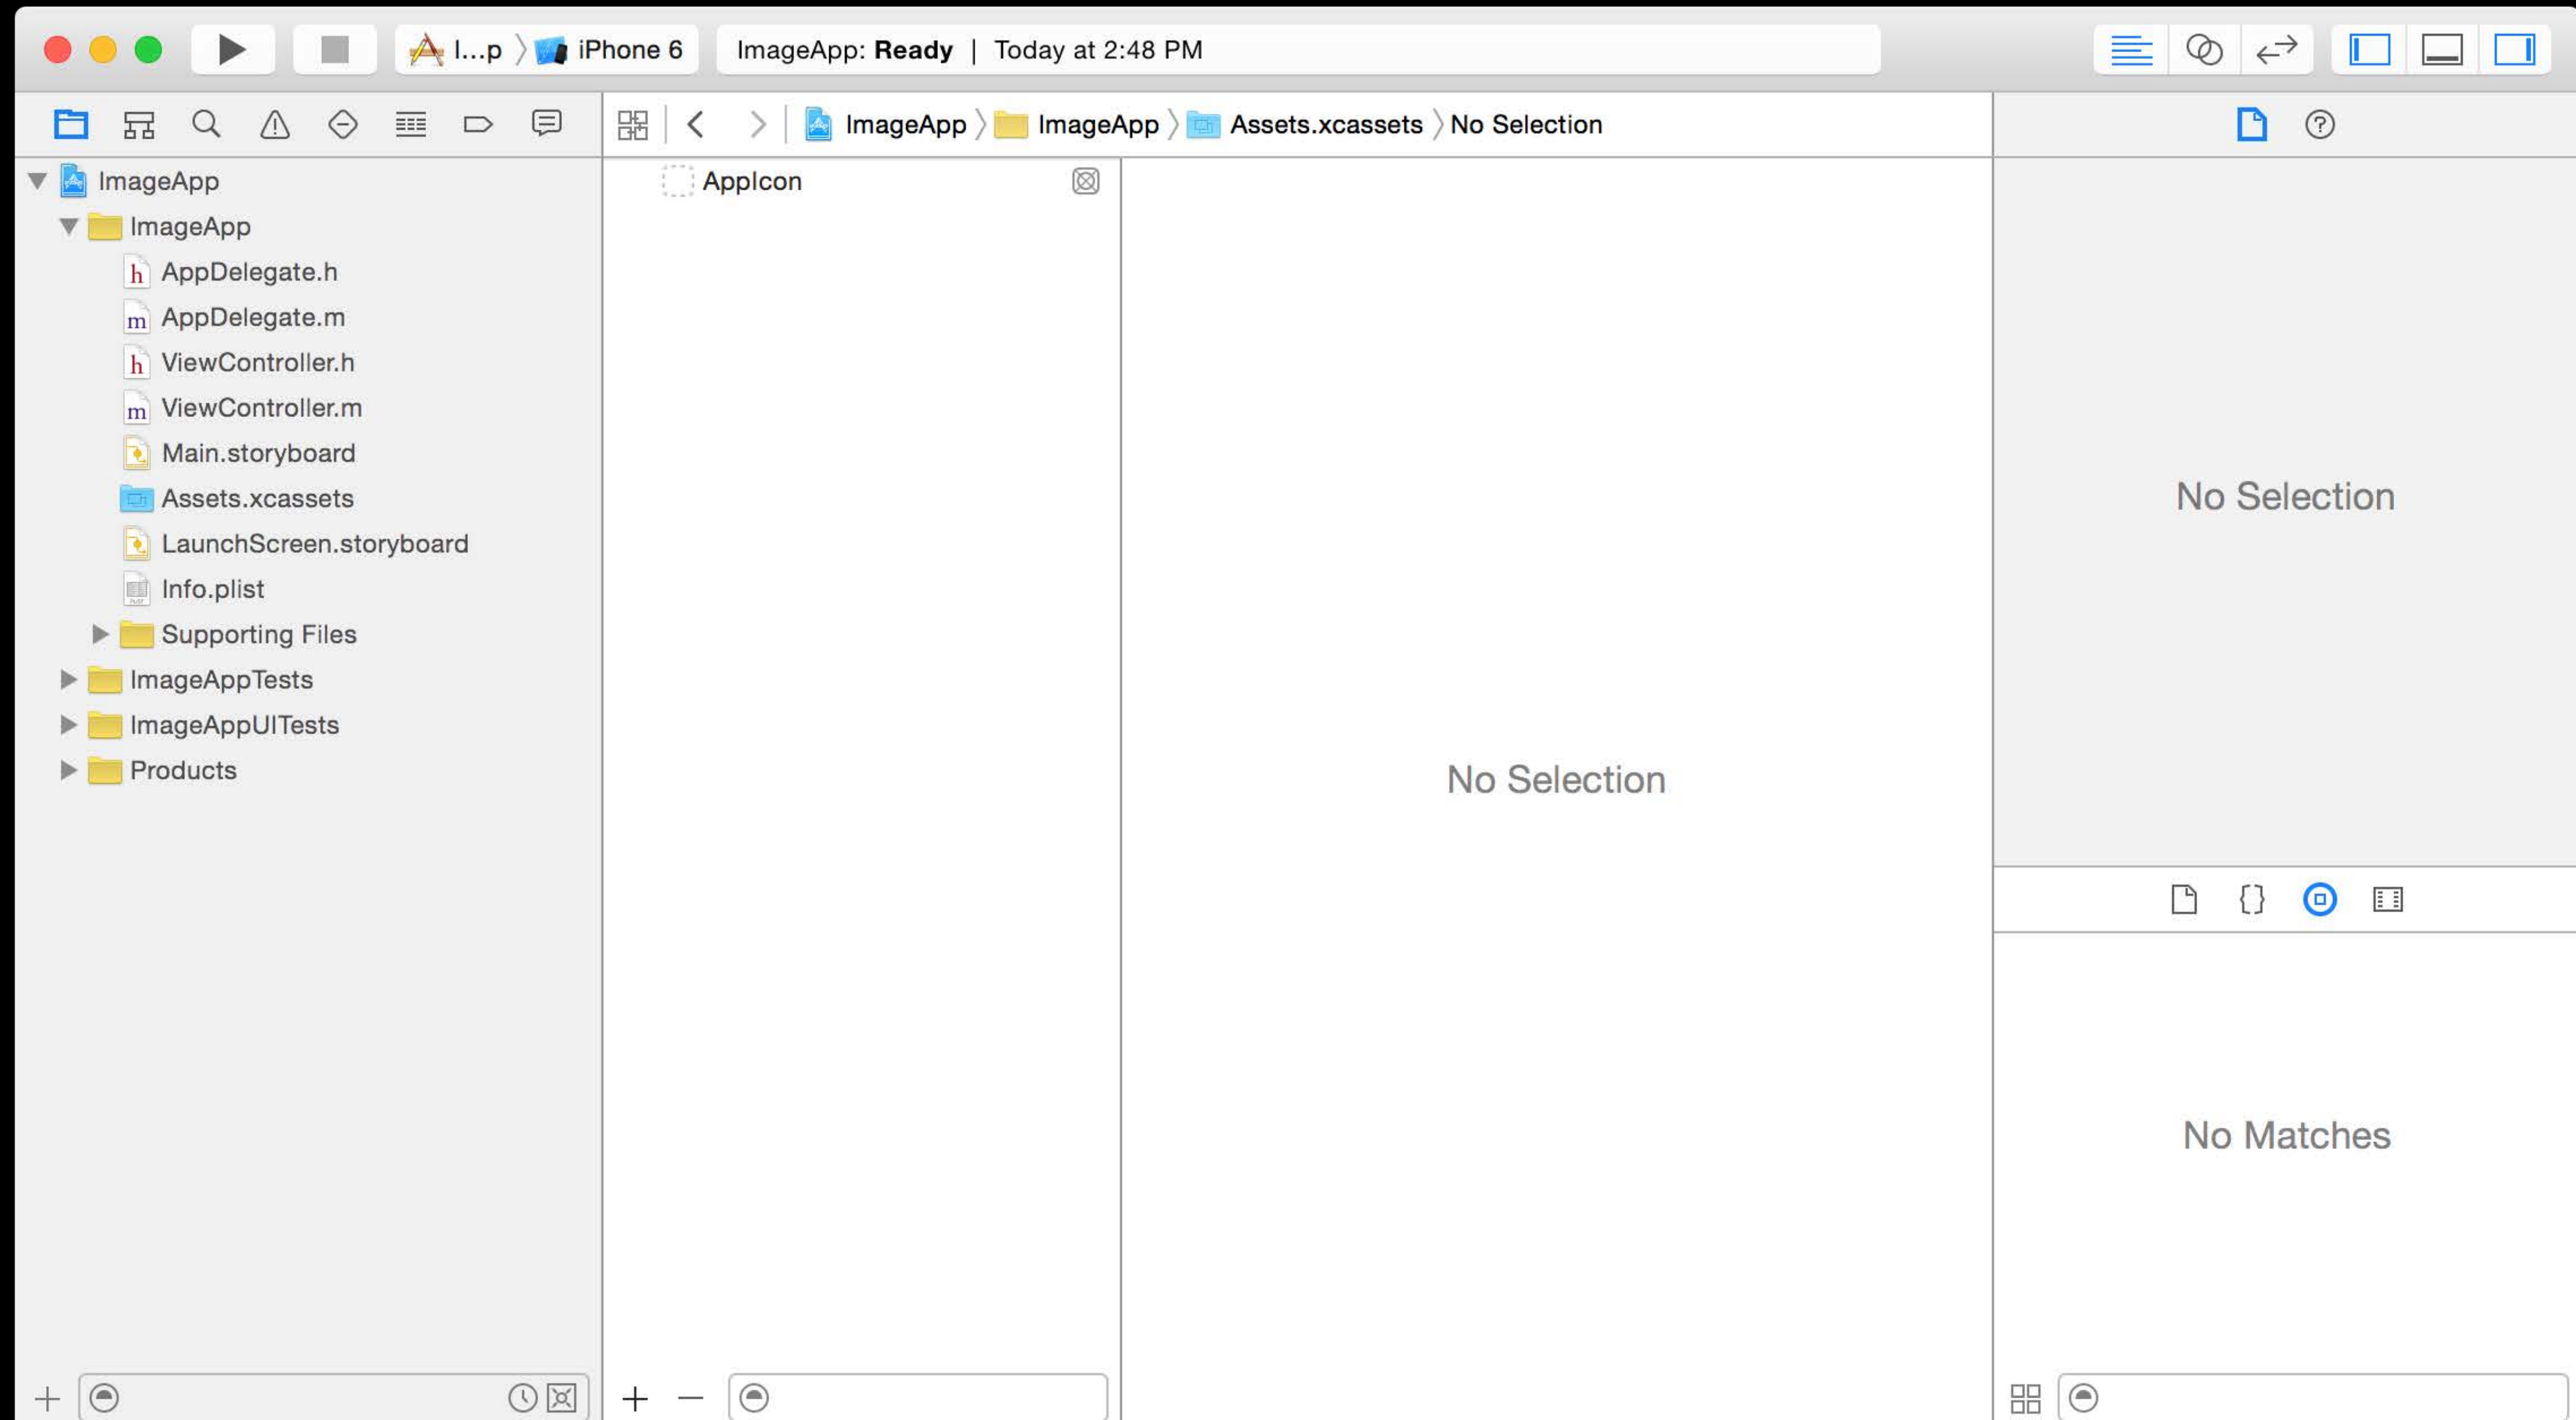 I...p iPhone 6 ImageApp: Ready | Today at 2:48 PM
ImageApp ImageApp Assets.xcassets No Selection
ImageApp
ImageApp
AppDelegate.h
AppDelegate.m
ViewController.h
ViewController.m
Main.storyboard
Assets.xcassets
LaunchScreen.storyboard
Info.plist
Supporting Files
ImageAppTests
ImageAppUITests
Products
AppIcon
No Selection
No Selection
No Matches